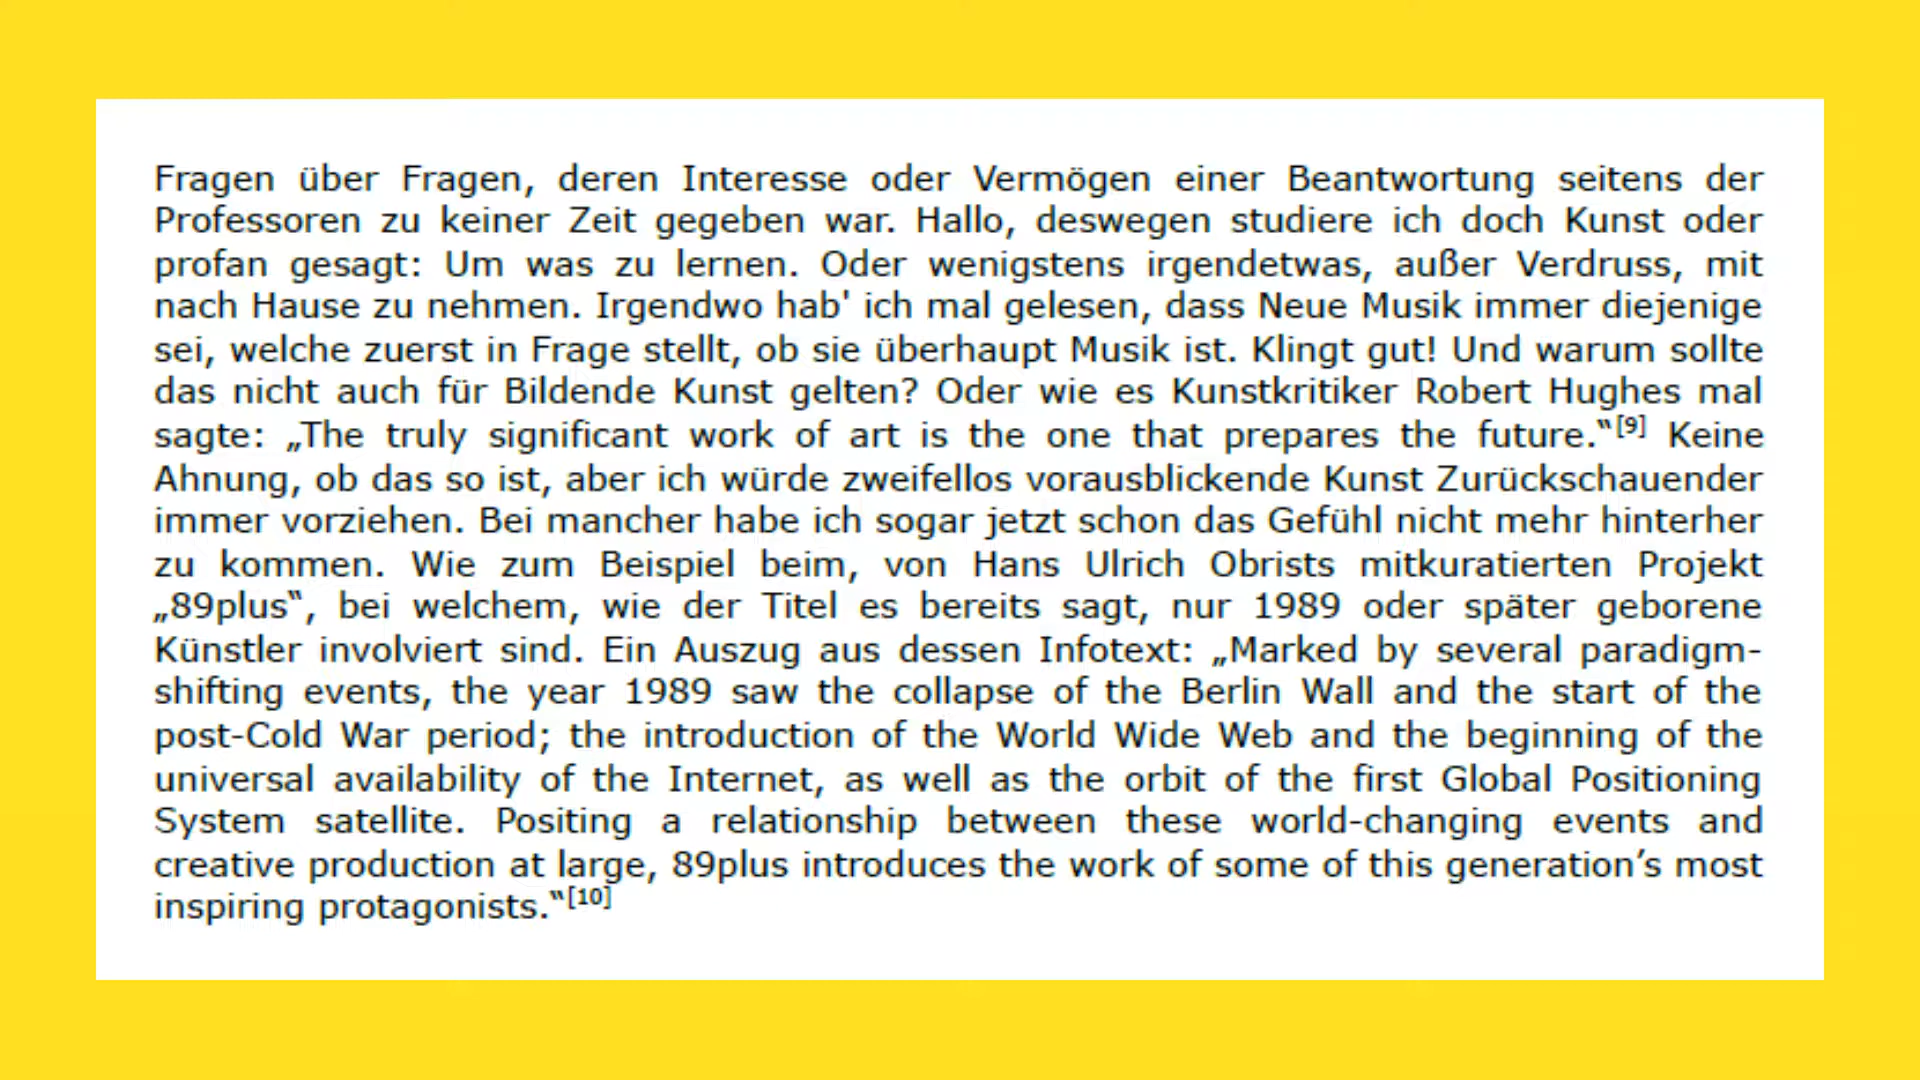 Fragen über Fragen, deren Interesse oder Vermögen einer Beantwortung seitens der
Professoren zu keiner Zeit gegeben war. Hallo, deswegen studiere ich doch Kunst oder
profan gesagt: Um was zu lernen. Oder wenigstens irgendetwas, außer Verdruss, mit
nach Hause zu nehmen. Irgendwo hab' ich mal gelesen, dass Neue Musik immer diejenige
sei, welche zuerst in Frage stellt, ob sie überhaupt Musik ist. Klingt gut! Und warum sollte
das nicht auch für Bildende Kunst gelten? Oder wie es Kunstkritiker Robert Hughes mal
sagte: „The truly significant work of art is the one that prepares the future.“[9] Keine
Ahnung, ob das so ist, aber ich würde zweifellos vorausblickende Kunst Zurückschauender
immer vorziehen. Bei mancher habe ich sogar jetzt schon das Gefühl nicht mehr hinterher
zu kommen. Wie zum Beispiel beim, von Hans Ulrich Obrists mitkuratierten Projekt
„89plus“, bei welchem, wie der Titel es bereits sagt, nur 1989 oder später geborene
Künstler involviert sind. Ein Auszug aus dessen Infotext: „Marked by several paradigm-
shifting events, the year 1989 saw the collapse of the Berlin Wall and the start of the
post-Cold War period; the introduction of the World Wide Web and the beginning of the
universal availability of the Internet, as well as the orbit of the first Global Positioning
System satellite. Positing a relationship between these world-changing events and
creative production at large, 89plus introduces the work of some of this generation’s most
inspiring protagonists.“[10]